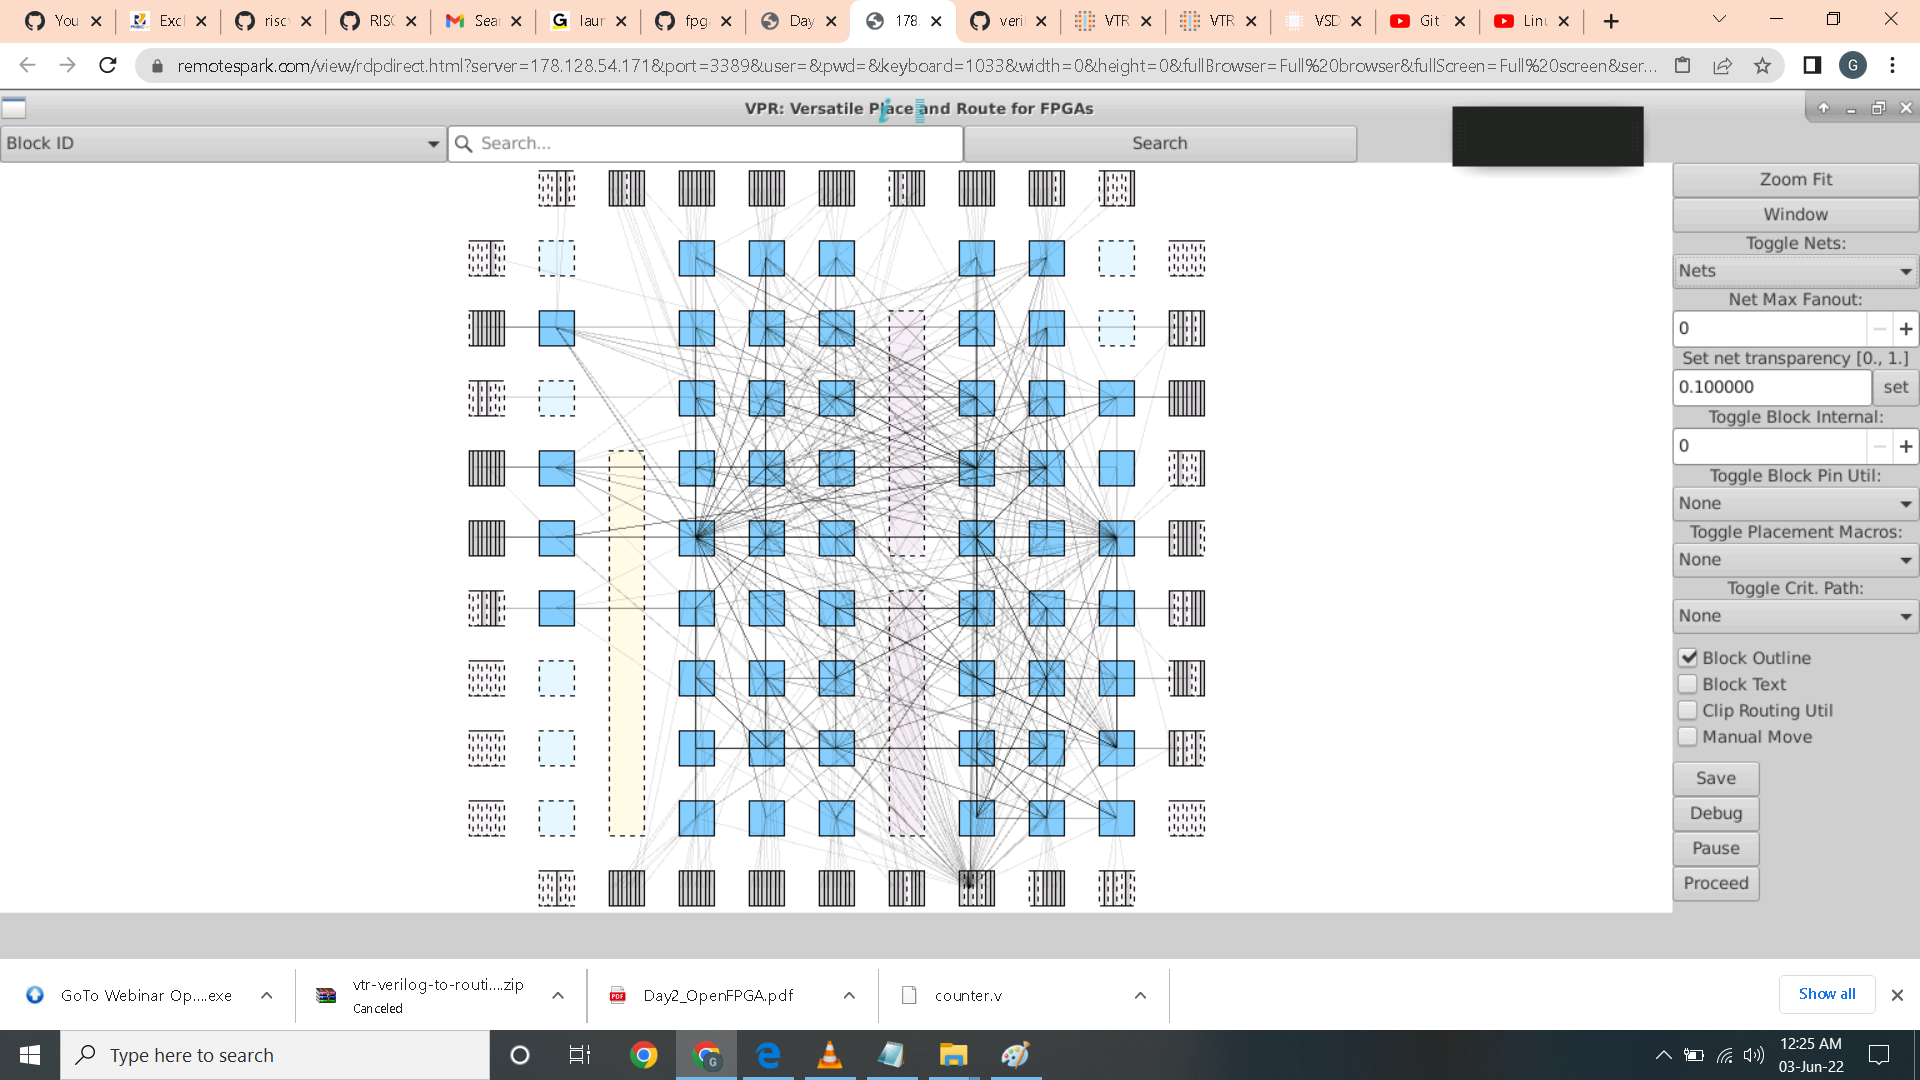 You
Excl
riscv
RISC
Sear
laur
fpg
Day
178.
veril
VTR
VTR
VSD
Git
Linu
remotespark.com/view/rdpdirect.html?server=178.128.54.171&port=3389&user=&pwd=&keyboard=1033&width=0&height=0&fullBrowser=Full%20browser&fullScreen=Full%20screen&ser...
G
VPR: Versatile Place and Route for FPGAs
Block ID
Search...
Search
Zoom Fit
Window
Toggle Nets:
Nets
Net Max Fanout:
0
Set net transparency [0., 1.]
0.100000 set
Toggle Block Internal:
0
Toggle Block Pin Util:
None
Toggle Placement Macros:
None
Toggle Crit. Path:
None
Block Outline
Block Text
Clip Routing Util
Manual Move
Save
Debug
Pause
Proceed
GoTo Webinar Op....exe
vtr-verilog-to-routi....zip
Canceled
PDF
Day2_OpenFPGA.pdf
counter.v
Show all
Type here to search
G
12:25 AM
03-Jun-22